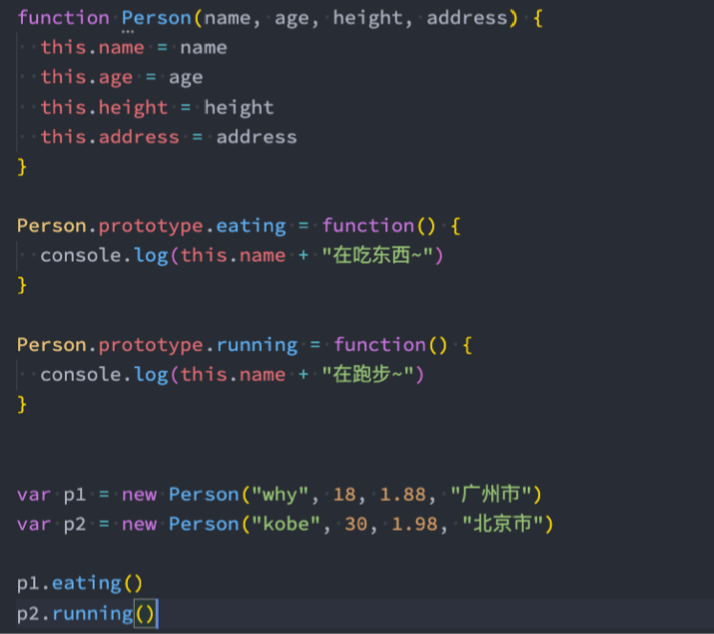 function Person(name, age, height, address) {
  this.name = name
  this.age = age
  this.height = height
  this.address = address
}
Person.prototype.eating = function() {
  console.log(this.name + "在吃东西~")
}
Person.prototype.running = function() {
  console.log(this.name + "在跑步~")
}
var p1 = new Person("why", 18, 1.88, "广州市")
var p2 = new Person("kobe", 30, 1.98, "北京市")
p1.eating()
p2.running()